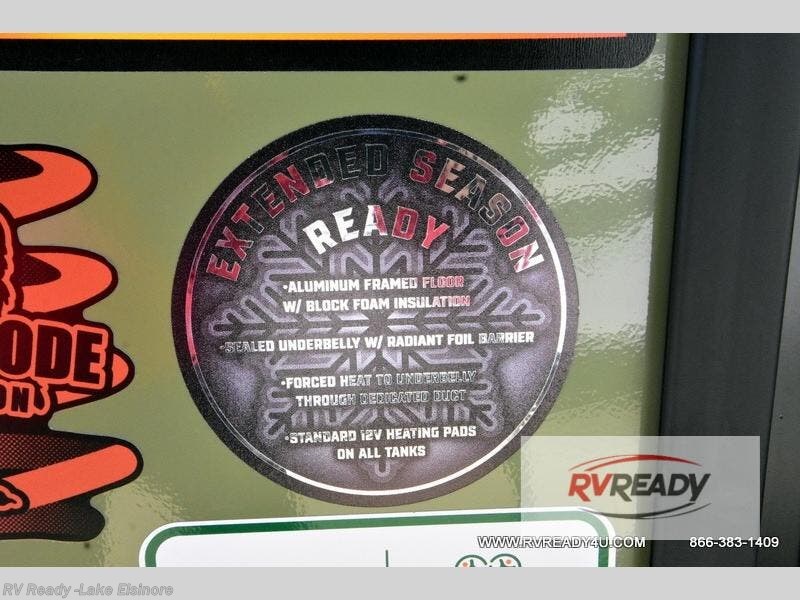 EXTENDED SEASON
READY
•ALUMINUM FRAMED FLOOR
W/ BLOCK FOAM INSULATION
•SEALED UNDERBELLY W/ RADIANT FOIL BARRIER
•FORCED HEAT TO UNDERBELLY
THROUGH DEDICATED DUCT
•STANDARD 12V HEATING PADS
ON ALL TANKS
ODE
ON
RVREADY
WWW.RVREADY4U.COM 866-383-1409
RV Ready -Lake Elsinore